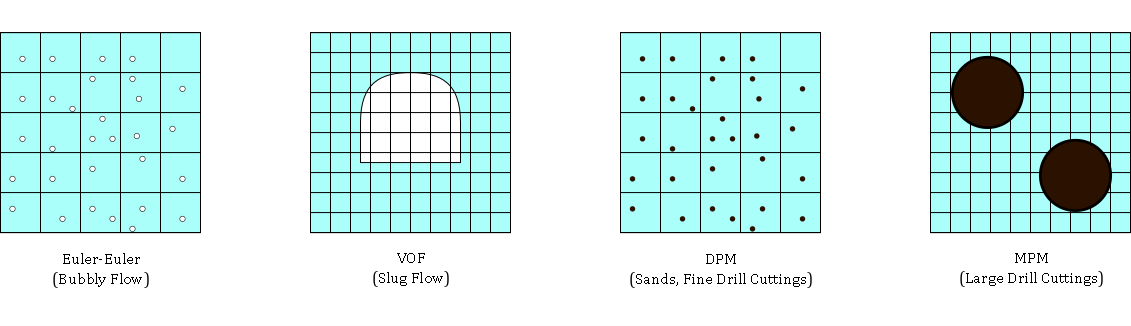 Euler-Euler
(Bubbly Flow)
VOF
(Slug Flow)
DPM
(Sands, Fine Drill Cuttings)
MPM
(Large Drill Cuttings)